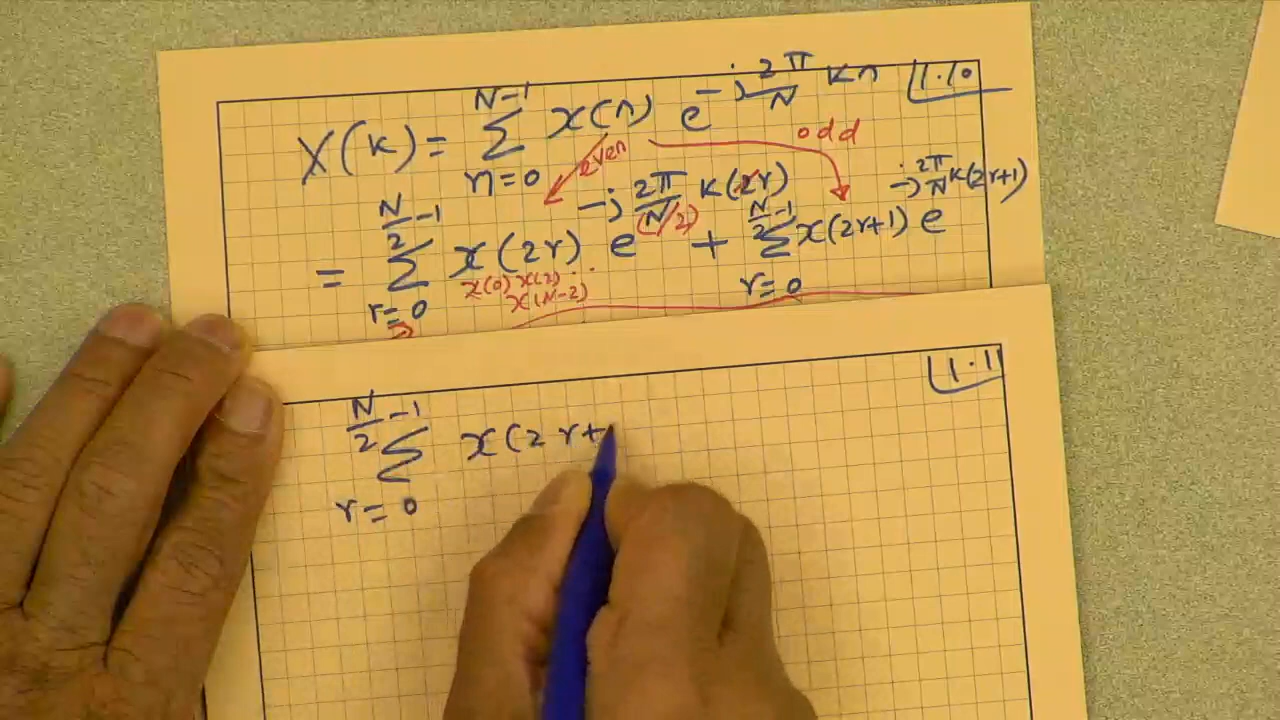 X(k) = Σ_{n=0}^{N-1} x(n) e^{-j 2π/N kn} 1.10
even odd
= Σ_{r=0}^{N/2 -1} x(2r) e^{-j 2π/N k(2r)} + Σ_{r=0}^{N/2 -1} x(2r+1) e^{-j 2π/N k(2r+1)}
(N/2)
x(0) x(2) ..
x(N-2)
1.11
Σ_{r=0}^{N/2 -1} x(2r+